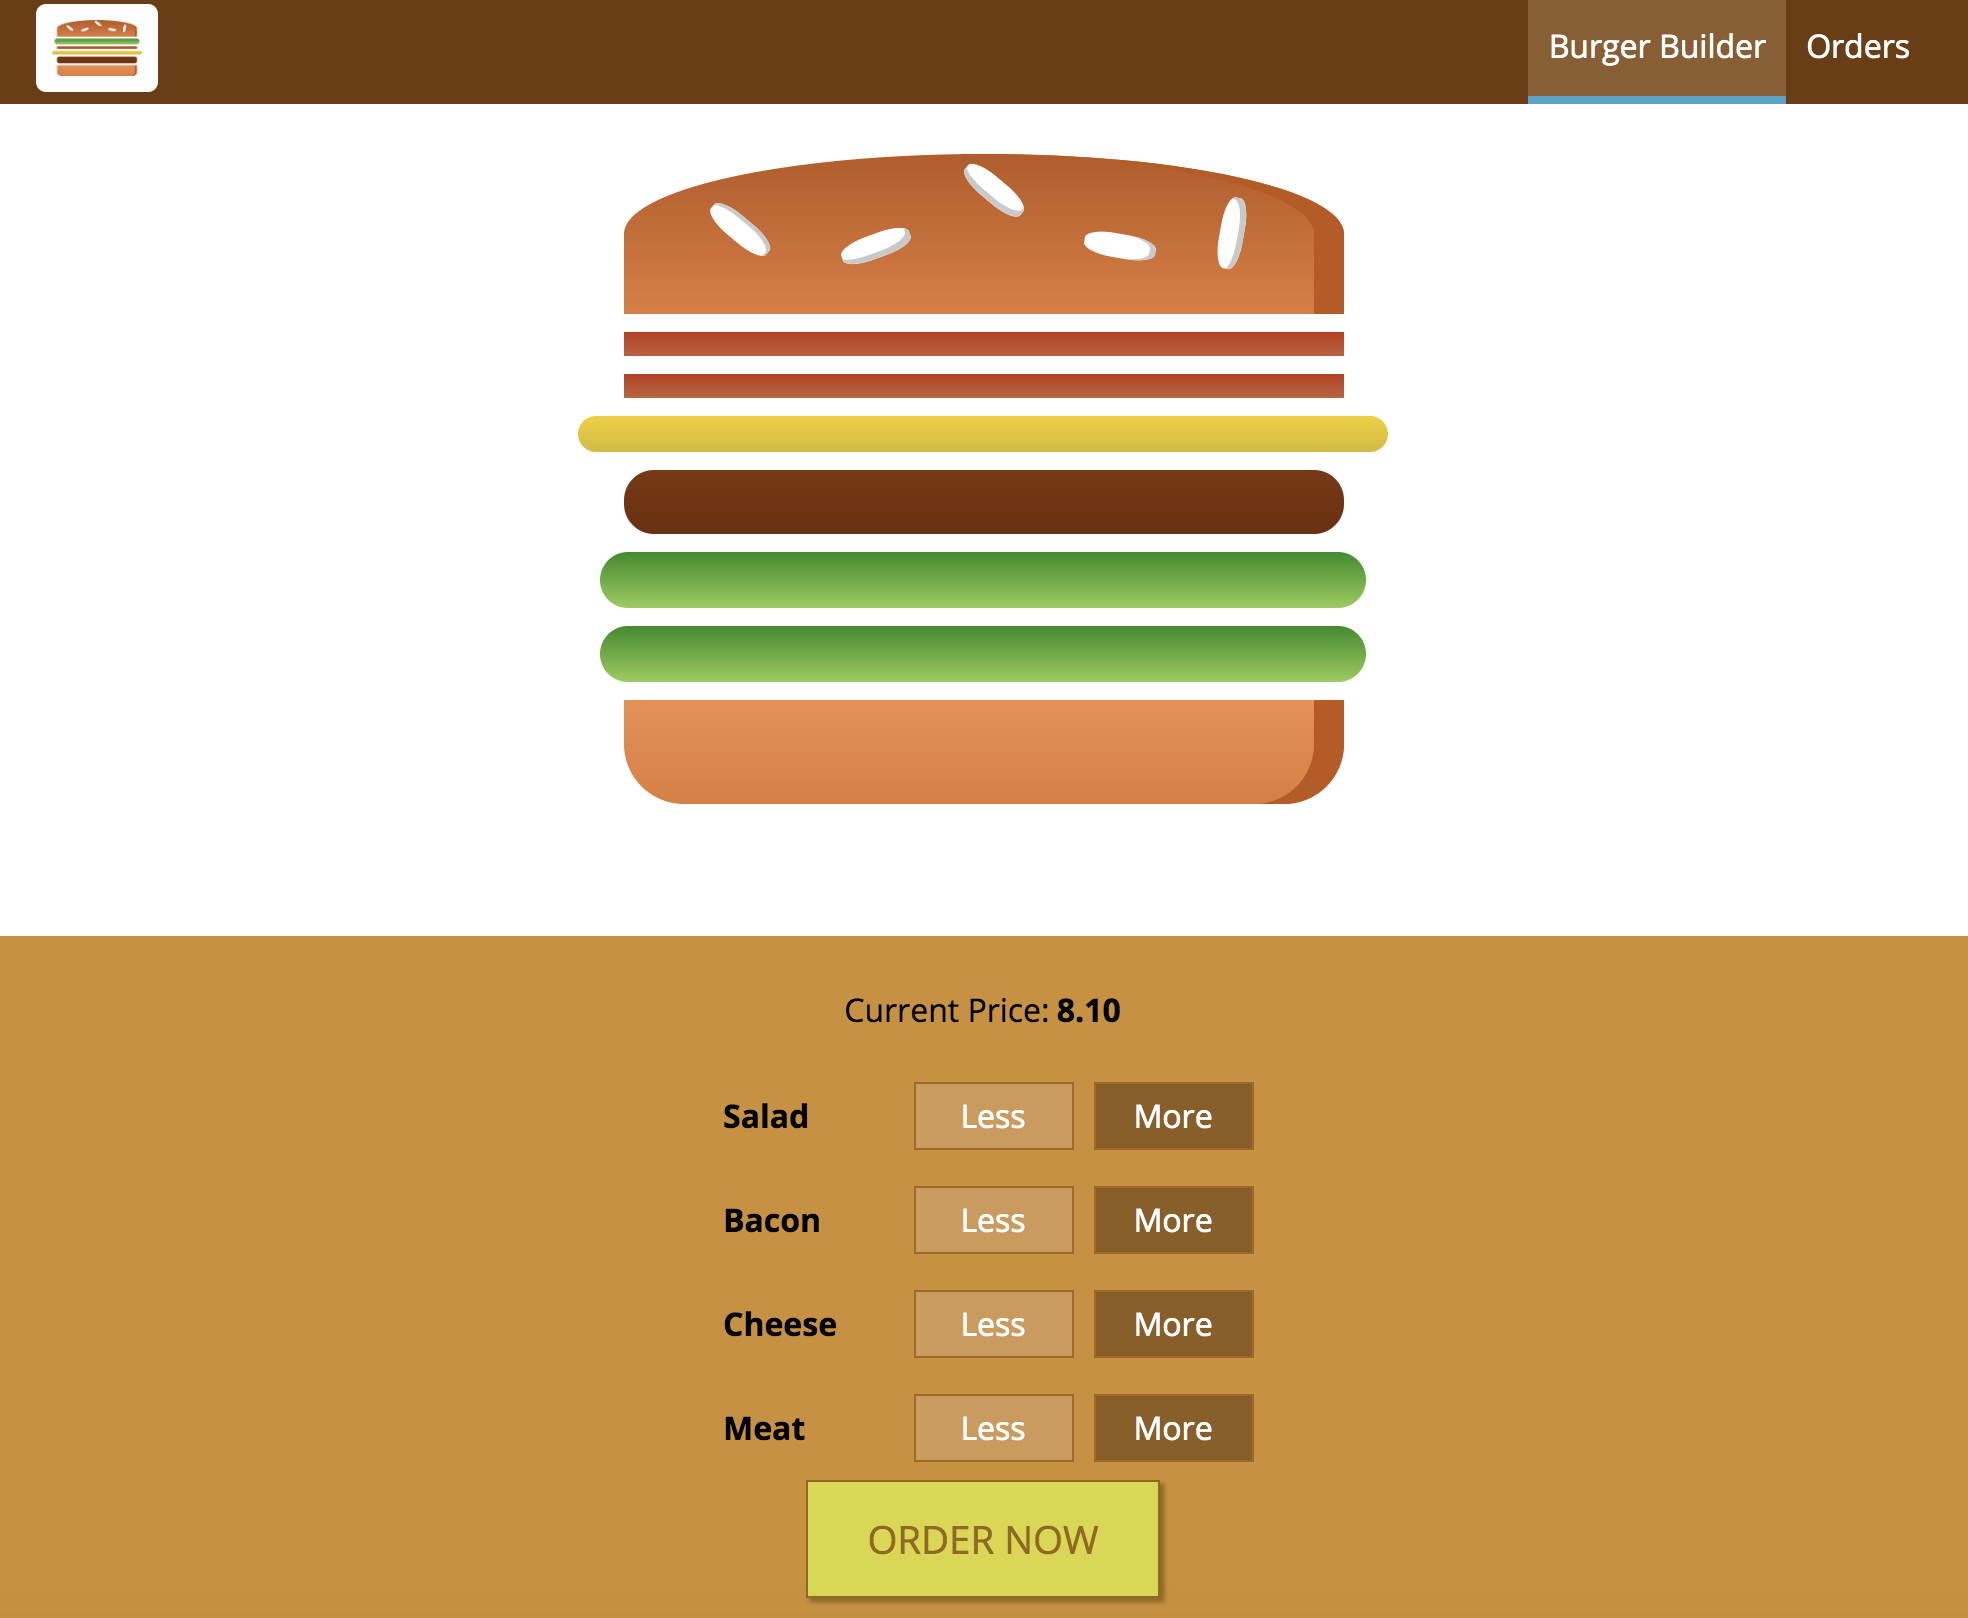 Burger Builder Orders
Current Price: 8.10
Salad Less More
Bacon Less More
Cheese Less More
Meat Less More
ORDER NOW